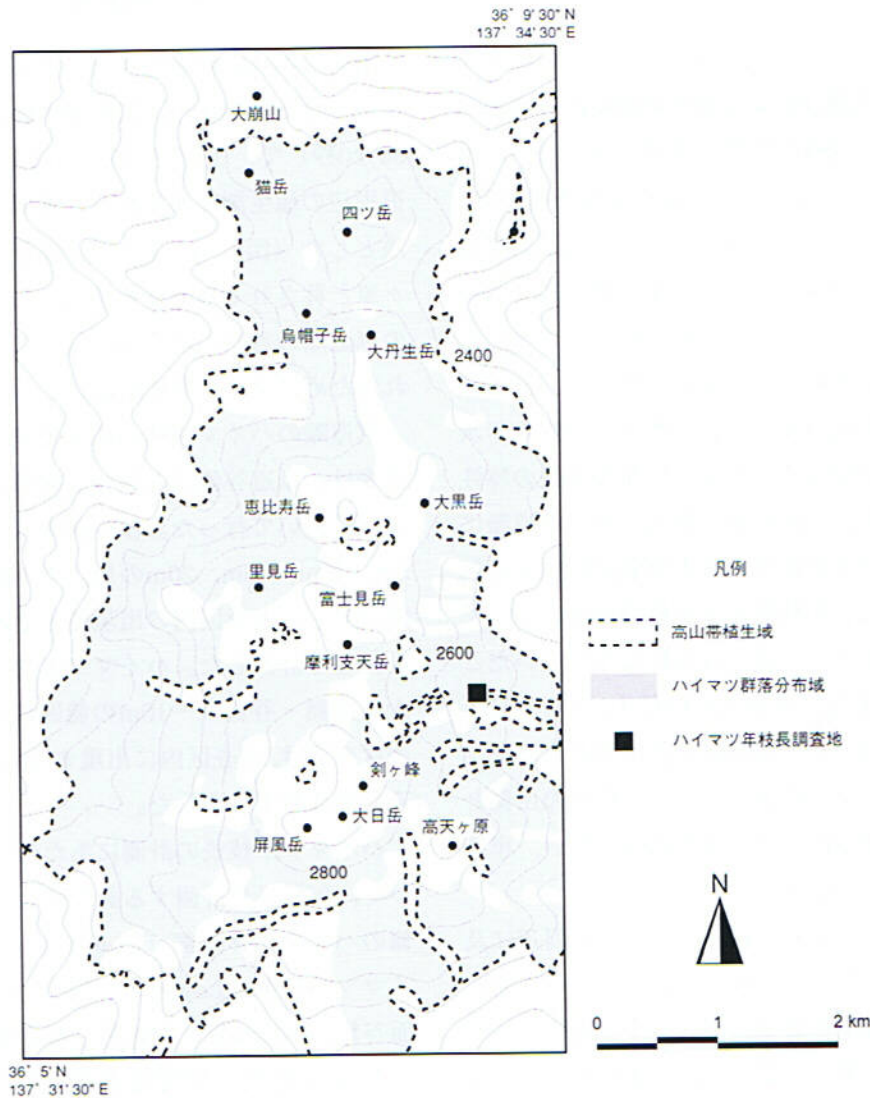 36° 9' 30" N
137° 34' 30" E
大崩山
猫岳
四ツ岳
烏帽子岳
大丹生岳
2400
恵比寿岳
大黒岳
里見岳
富士見岳
摩利支天岳
2600
剣ヶ峰
大日岳
高天ヶ原
屏風岳
2800
凡例
高山帯植生域
ハイマツ群落分布域
ハイマツ年枝長調査地
N
0 1 2 km
36° 5' N
137° 31' 30" E